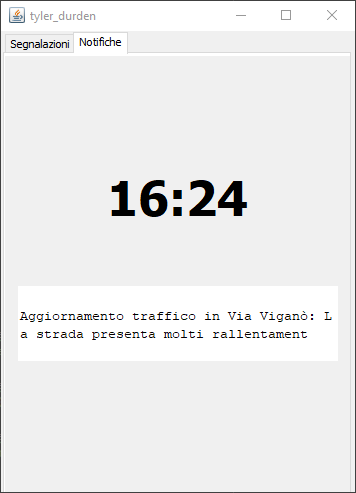 tyler_durden
Segnalazioni Notifiche
16:24
Aggiornamento traffico in Via Viganò: L
a strada presenta molti rallentament